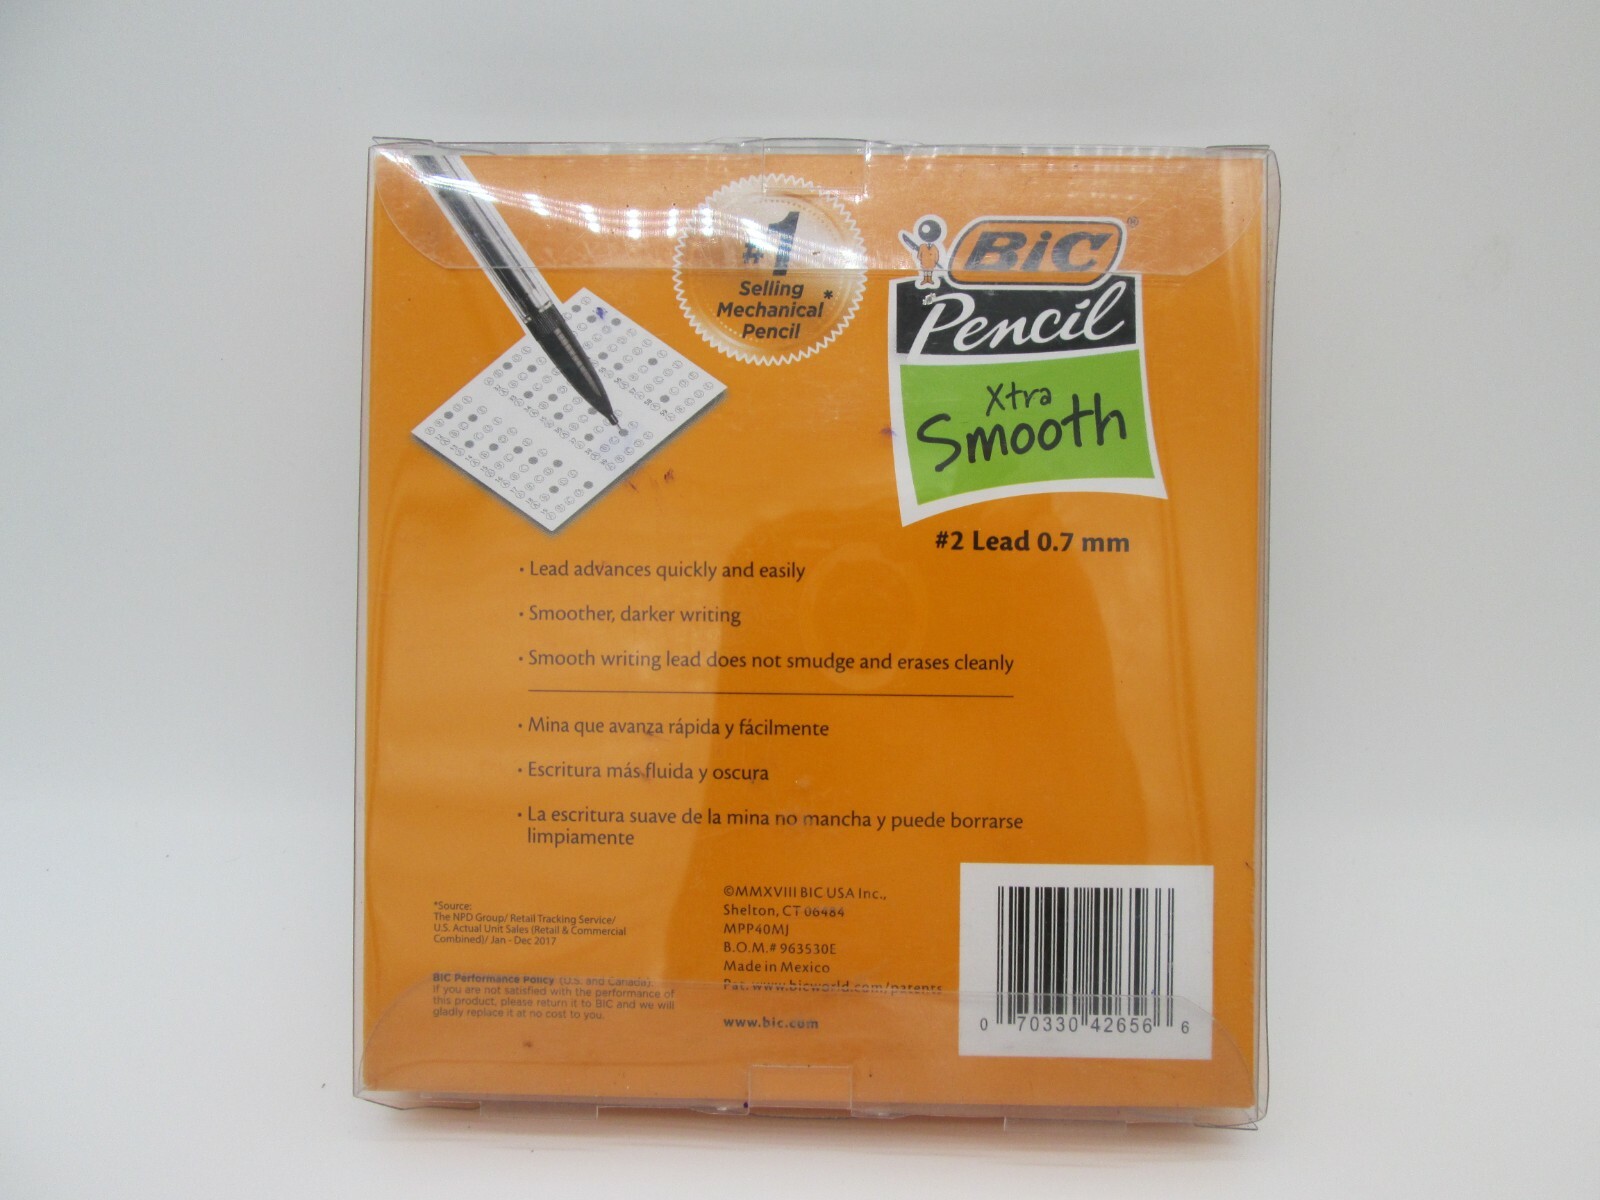 #1
Selling
Mechanical*
Pencil
BiC®
Pencil
Xtra
Smooth
#2 Lead 0.7 mm
• Lead advances quickly and easily
• Smoother, darker writing
• Smooth writing lead does not smudge and erases cleanly
• Mina que avanza rápida y fácilmente
• Escritura más fluida y oscura
• La escritura suave de la mina no mancha y puede borrarse
limpiamente
*Source:
The NPD Group/ Retail Tracking Service/
U.S. Actual Unit Sales (Retail & Commercial
Combined)/ Jan - Dec 2017
BIC Performance Policy (U.S. and Canada):
If you are not satisfied with the performance of
this product, please return it to BIC and we will
gladly replace it at no cost to you.
©MMXVIII BIC USA Inc.,
Shelton, CT 06484
MPP40MJ
B.O.M.# 963530E
Made in Mexico
Pat. www.bicworld.com/patents
www.bic.com
0 70330 42656 6